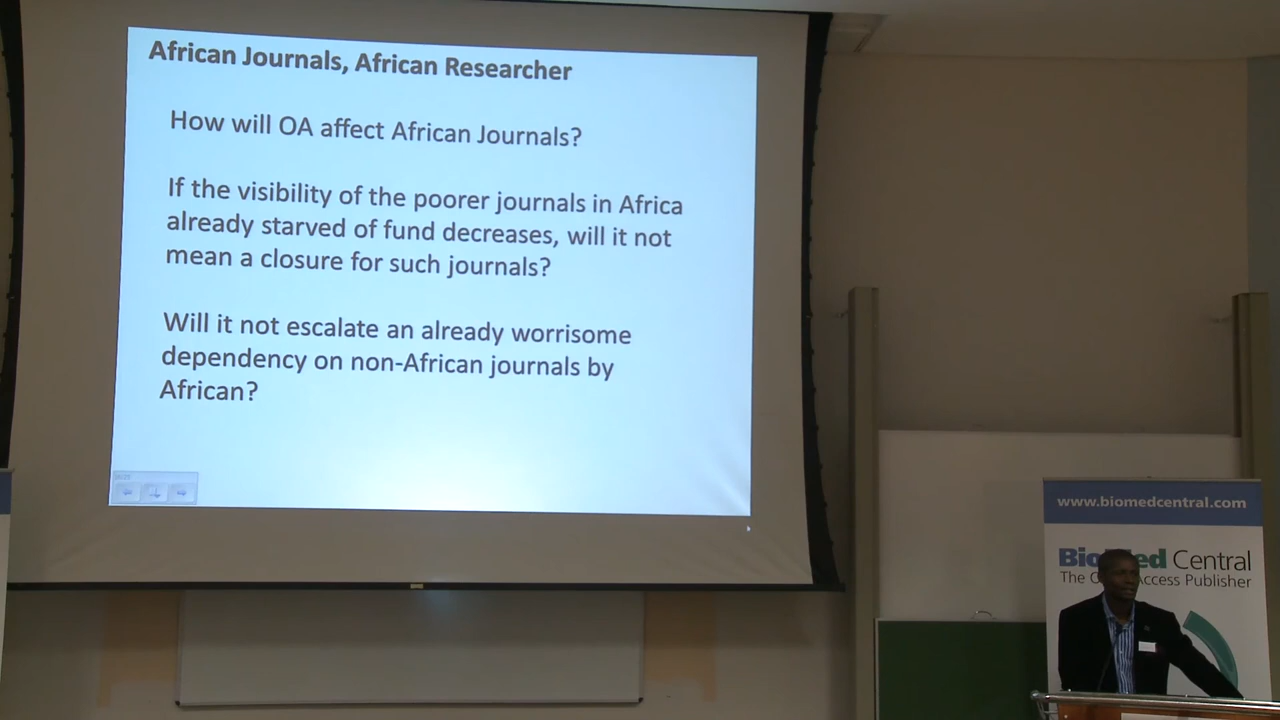 African Journals, African Researcher
How will OA affect African Journals?
If the visibility of the poorer journals in Africa
already starved of fund decreases, will it not
mean a closure for such journals?
Will it not escalate an already worrisome
dependency on non-African journals by
African?
www.biomedcentral.com
Central
The Access Publisher